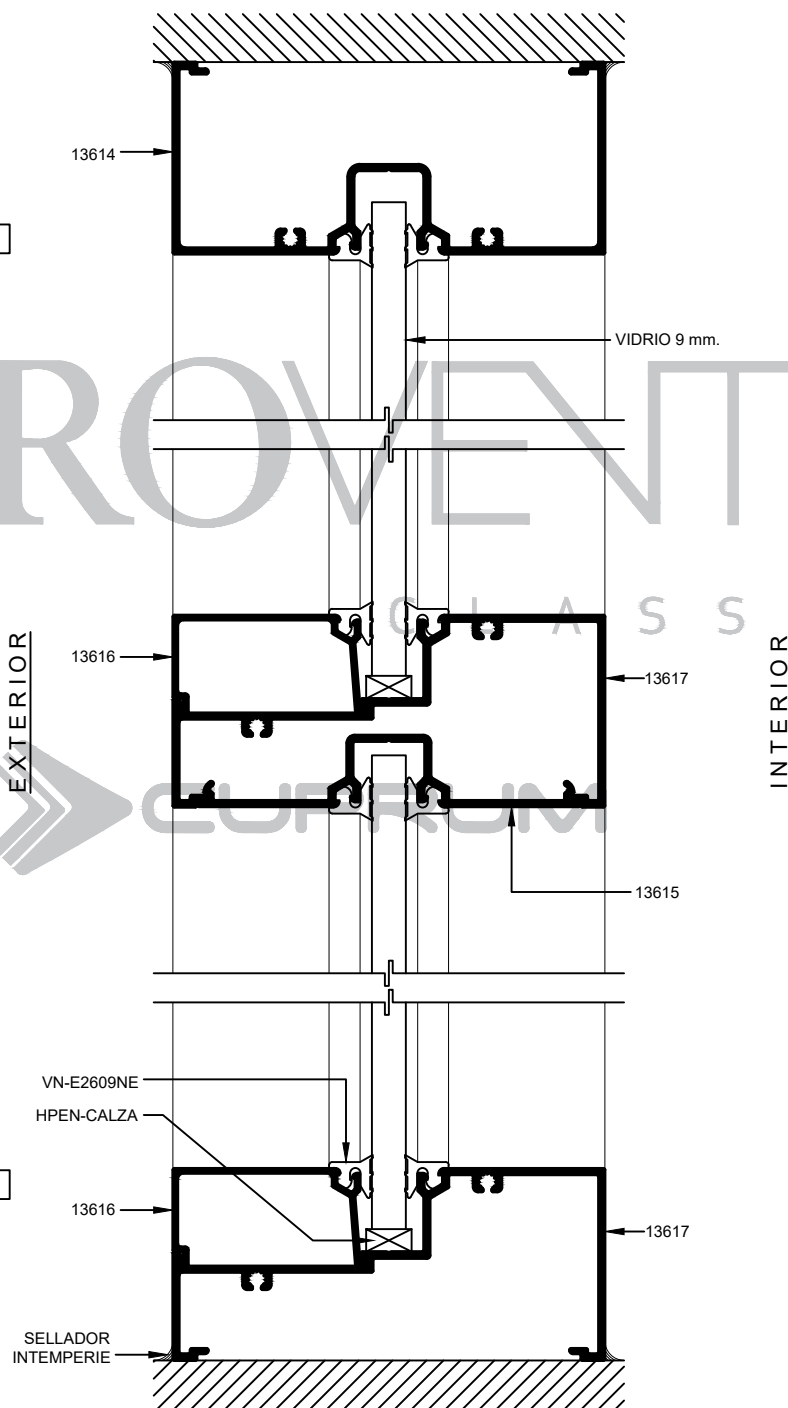 13614
VIDRIO 9 mm.
ROVENT
GLASS
EXTERIOR
13616
13617
INTERIOR
CUPRUM
13615
VN-E2609NE
HPEN-CALZA
13616
13617
SELLADOR
INTEMPERIE